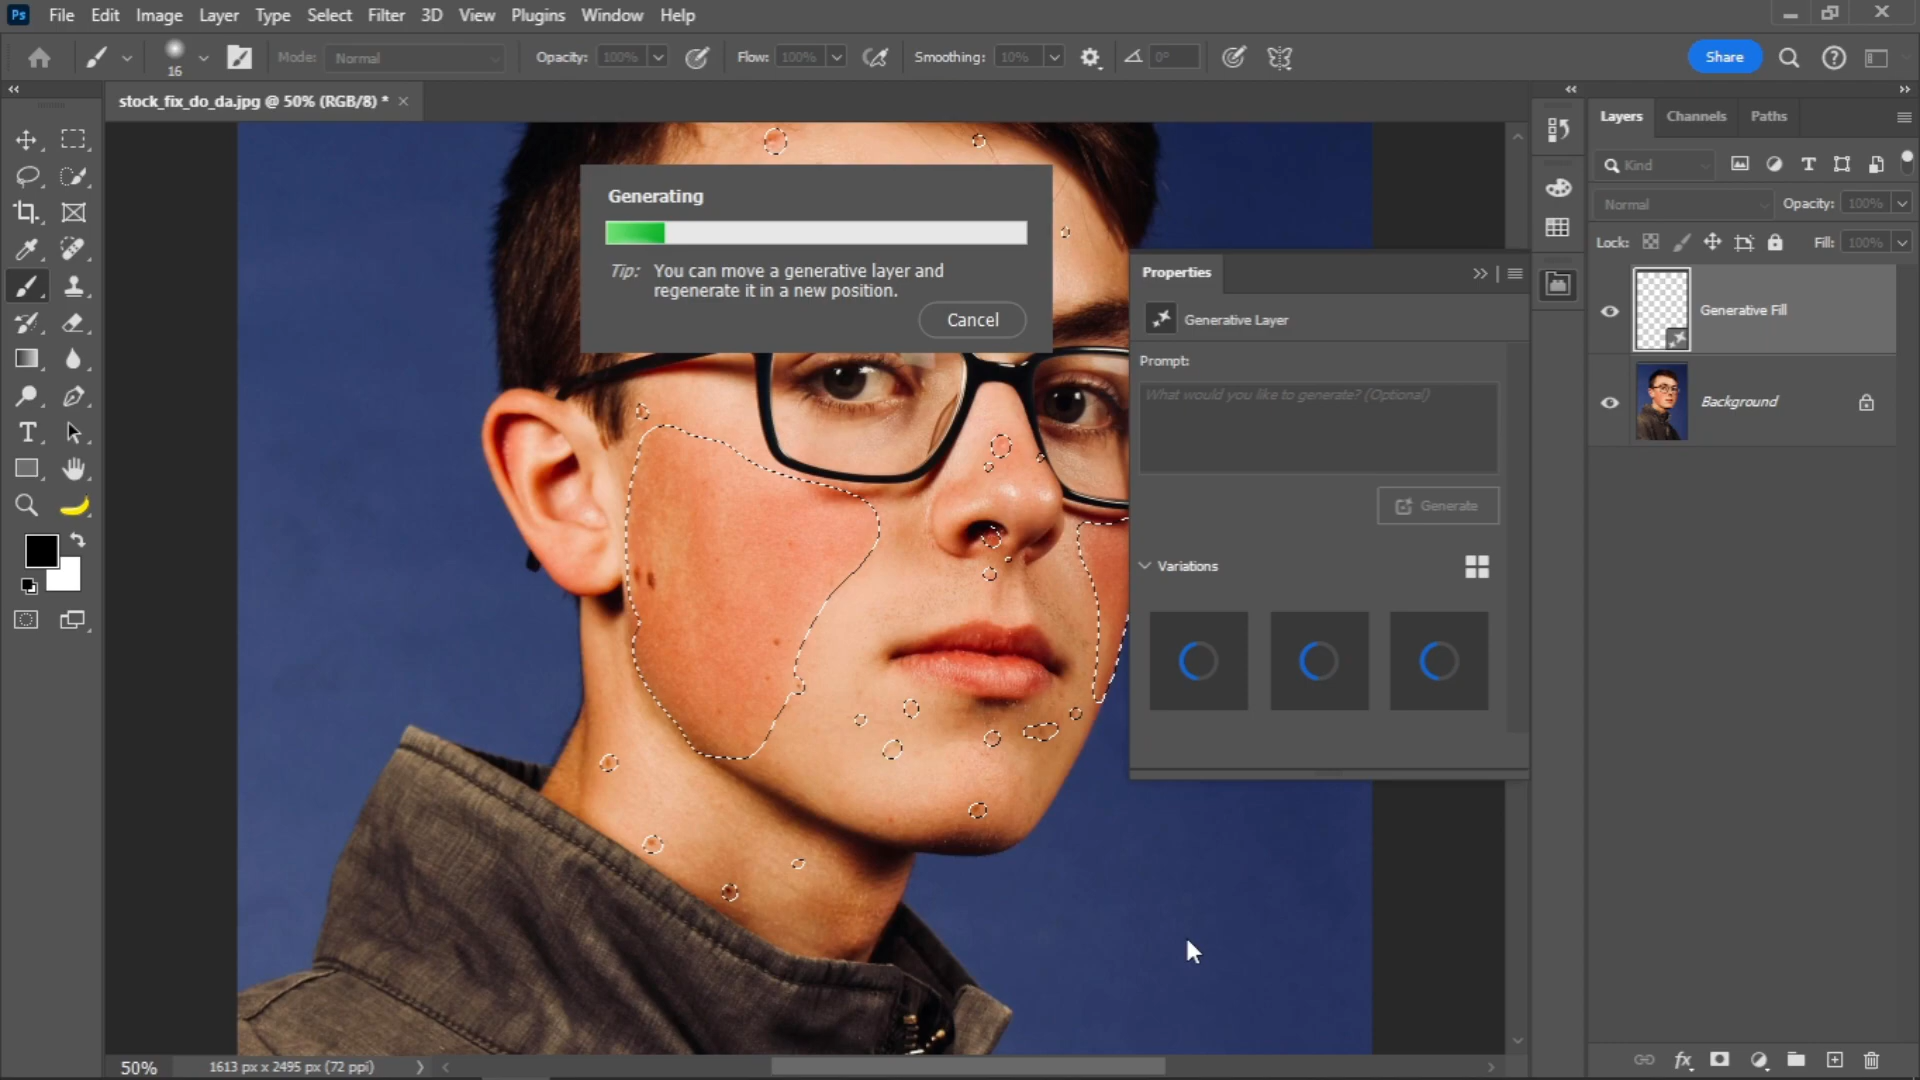 Ps File Edit Image Layer Type Select Filter 3D View Plugins Window Help
16 Mode: Normal Opacity: 100% Flow: 100% Smoothing: 10% 0° Share
stock_fix_do_da.jpg @ 50% (RGB/8) * ×
Layers Channels Paths
Kind
Normal Opacity: 100%
Lock: Fill: 100%
Generative Fill
Background
Generating
Tip: You can move a generative layer and
regenerate it in a new position.
Cancel
Properties
Generative Layer
Prompt:
What would you like to generate? (Optional)
Generate
Variations
50% 1613 px x 2495 px (72 ppi)